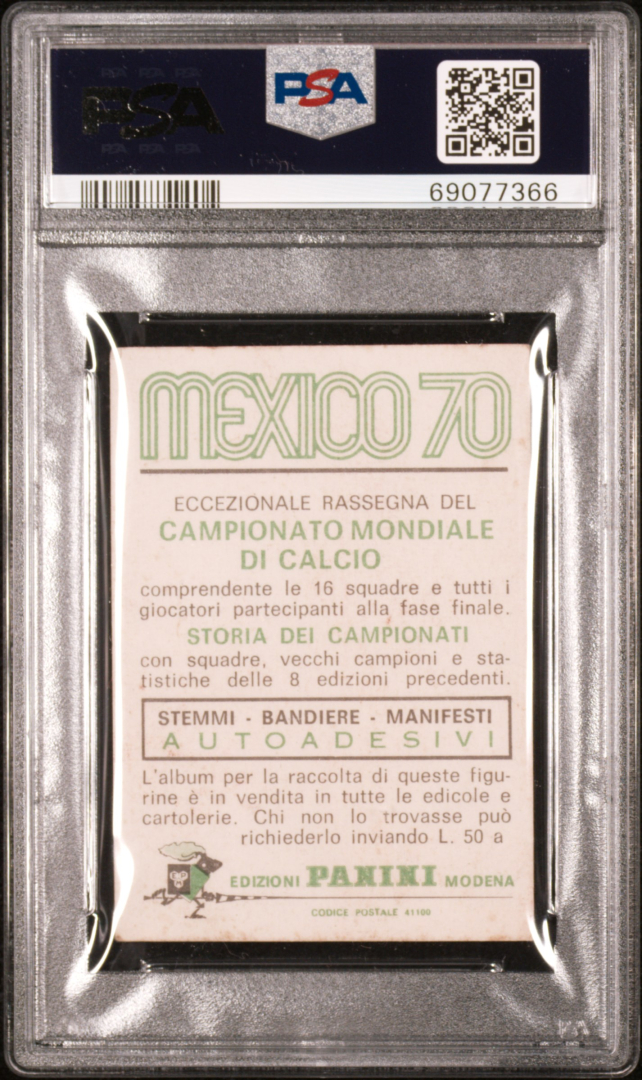 PSA
PSA
69077366
MEXICO 70
ECCEZIONALE RASSEGNA DEL
CAMPIONATO MONDIALE
DI CALCIO
comprendente le 16 squadre e tutti i
giocatori partecipanti alla fase finale.
STORIA DEI CAMPIONATI
con squadre, vecchi campioni e sta-
tistiche delle 8 edizioni precedenti.
STEMMI - BANDIERE - MANIFESTI
AUTOADESIVI
L'album per la raccolta di queste figu-
rine è in vendita in tutte le edicole e
cartolerie. Chi non lo trovasse può
richiederlo inviando L. 50 a
EDIZIONI PANINI MODENA
CODICE POSTALE 41100